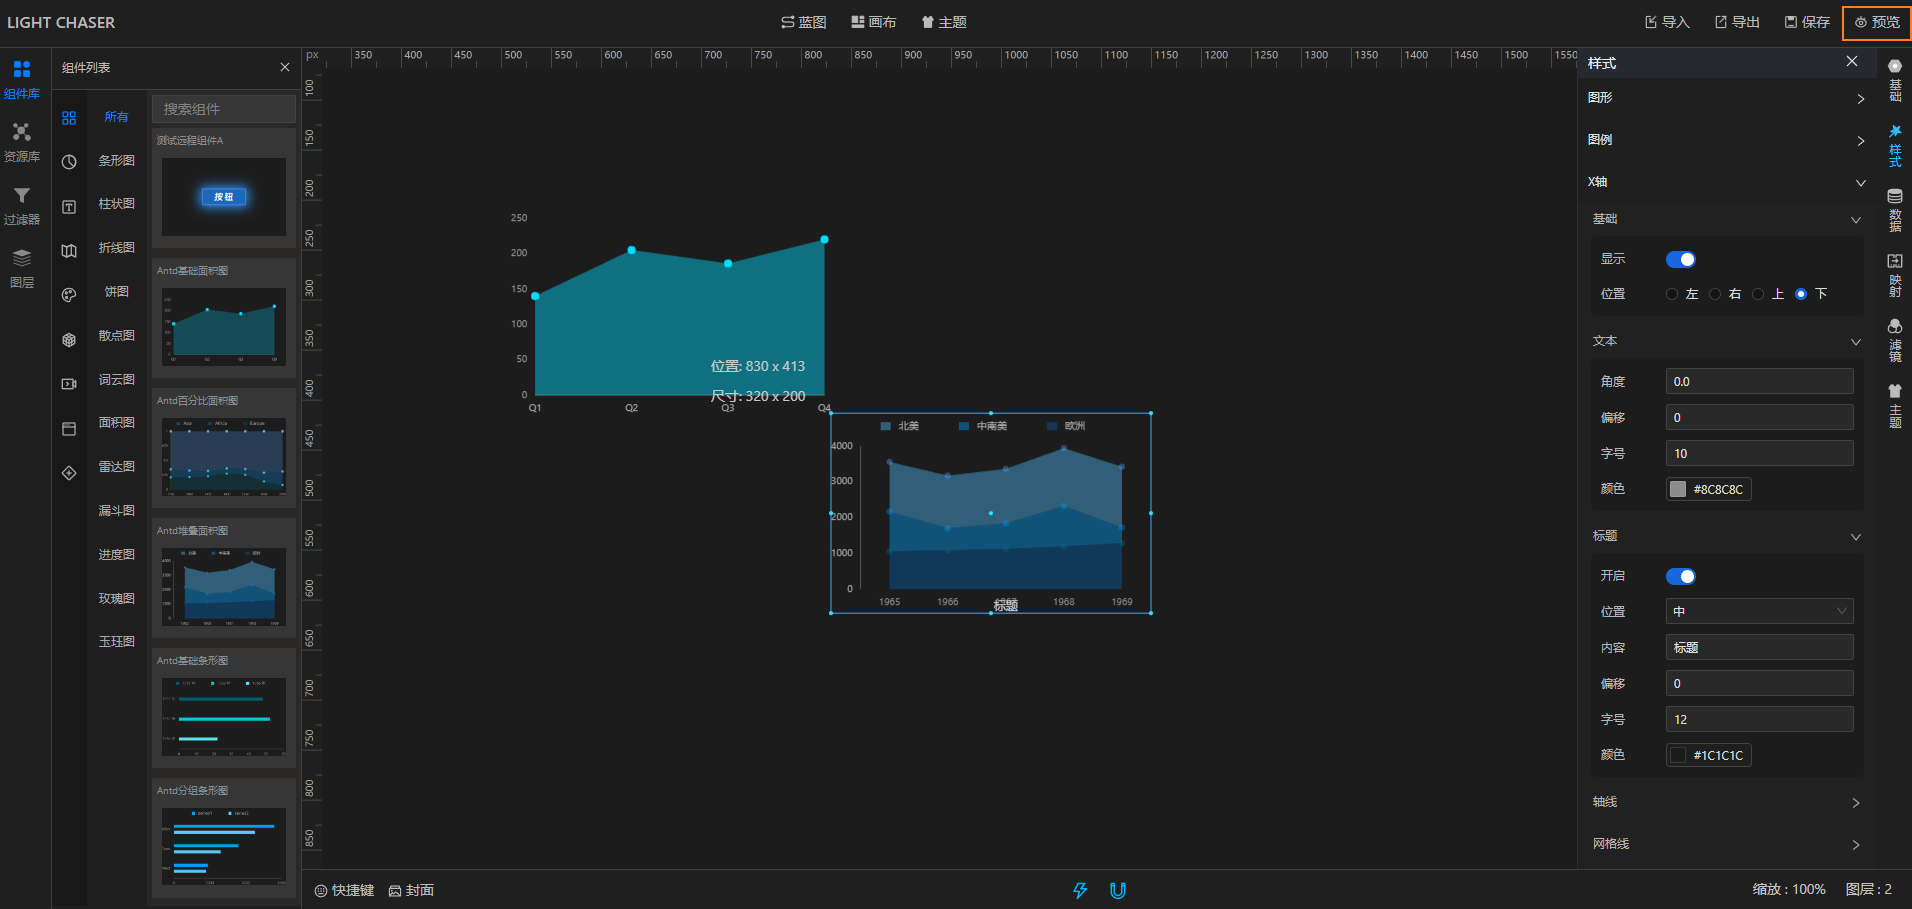 LIGHT CHASER
蓝图
画布
主题
导入
导出
保存
预览
组件库
资源库
过滤器
图层
组件列表
所有
条形图
柱状图
折线图
饼图
散点图
词云图
面积图
雷达图
漏斗图
进度图
玫瑰图
玉珏图
搜索组件
测试远程组件A
按钮
Antd基础面积图
Antd百分比面积图
Asia Africa Europe
Antd堆叠面积图
Antd基础条形图
Antd分组条形图
series1 series2
px
350 400 450 500 550 600 650 700 750 800 850 900 950 1000 1050 1100 1150 1200 1250 1300 1350 1400 1450 1500 1550
100
150
200
250
300
350
400
450
500
550
600
650
700
750
800
850
250
200
150
100
50
0
Q1 Q2 Q3 Q4
位置: 830 x 413
尺寸: 320 x 200
北美 中南美 欧洲
4000
3000
2000
1000
0
1965 1966 1967 1968 1969
标题
样式
图形
图例
X轴
基础
显示
位置 左 右 上 下
文本
角度 0.0
偏移 0
字号 10
颜色 #8C8C8C
标题
开启
位置 中
内容 标题
偏移 0
字号 12
颜色 #1C1C1C
轴线
网格线
基础
样式
数据
映射
滤镜
主题
快捷键
封面
缩放 : 100%
图层 : 2